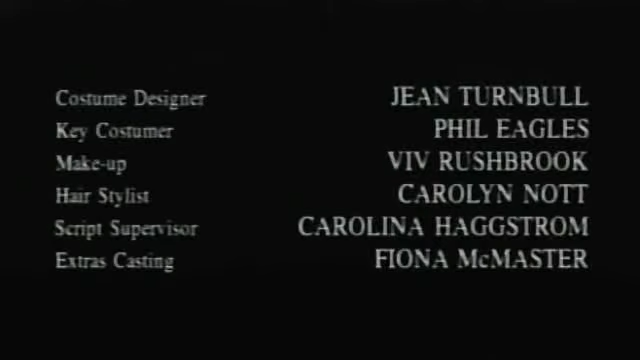 Costume Designer JEAN TURNBULL
Key Costumer PHIL EAGLES
Make-up VIV RUSHBROOK
Hair Stylist CAROLYN NOTT
Script Supervisor CAROLINA HAGGSTROM
Extras Casting FIONA McMASTER